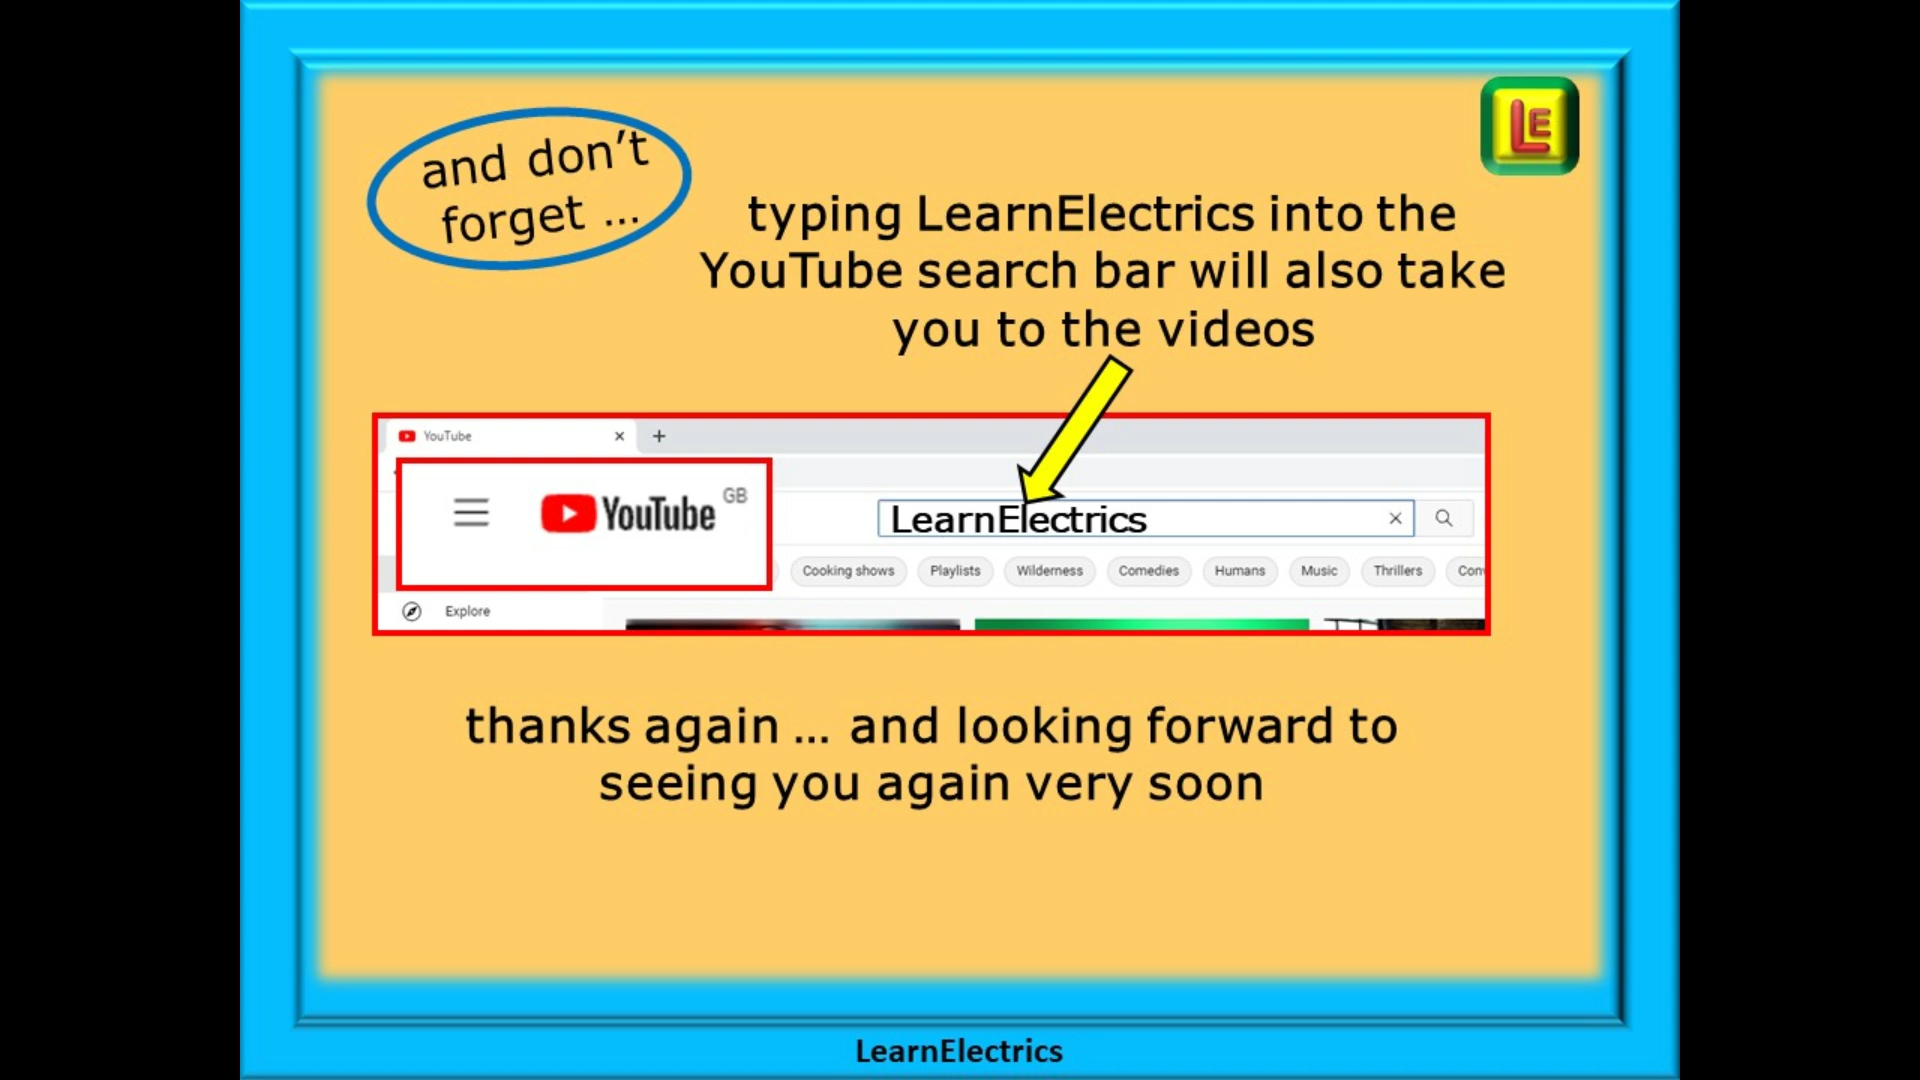 and don't
forget ...
LE
typing LearnElectrics into the
YouTube search bar will also take
you to the videos
YouTube
YouTube GB
LearnElectrics
Cooking shows Playlists Wilderness Comedies Humans Music Thrillers
Explore
thanks again ... and looking forward to
seeing you again very soon
LearnElectrics